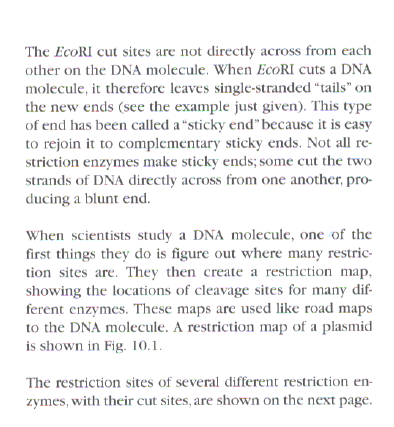 The EcoRI cut sites are not directly across from each
other on the DNA molecule. When EcoRI cuts a DNA
molecule, it therefore leaves single-stranded “tails” on
the new ends (see the example just given). This type
of end has been called a “sticky end” because it is easy
to rejoin it to complementary sticky ends. Not all re-
striction enzymes make sticky ends; some cut the two
strands of DNA directly across from one another, pro-
ducing a blunt end.
When scientists study a DNA molecule, one of the
first things they do is figure out where many restric-
tion sites are. They then create a restriction map,
showing the locations of cleavage sites for many dif-
ferent enzymes. These maps are used like road maps
to the DNA molecule. A restriction map of a plasmid
is shown in Fig. 10.1.
The restriction sites of several different restriction en-
zymes, with their cut sites, are shown on the next page.